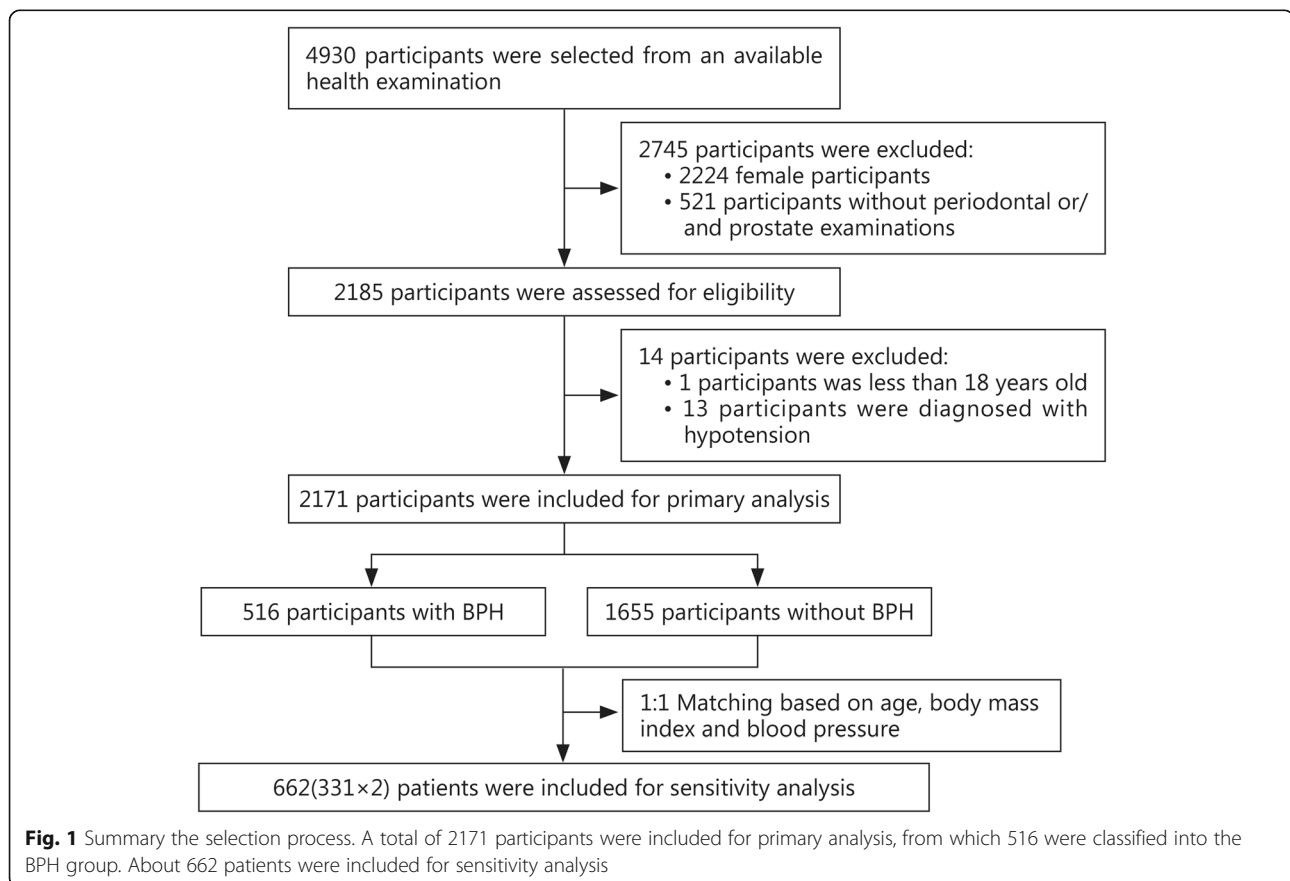 4930 participants were selected from an available
health examination
2745 participants were excluded:
• 2224 female participants
• 521 participants without periodontal or/
and prostate examinations
2185 participants were assessed for eligibility
14 participants were excluded:
• 1 participants was less than 18 years old
• 13 participants were diagnosed with
hypotension
2171 participants were included for primary analysis
516 participants with BPH
1655 participants without BPH
1:1 Matching based on age, body mass
index and blood pressure
662(331×2) patients were included for sensitivity analysis
Fig. 1 Summary the selection process. A total of 2171 participants were included for primary analysis, from which 516 were classified into the
BPH group. About 662 patients were included for sensitivity analysis